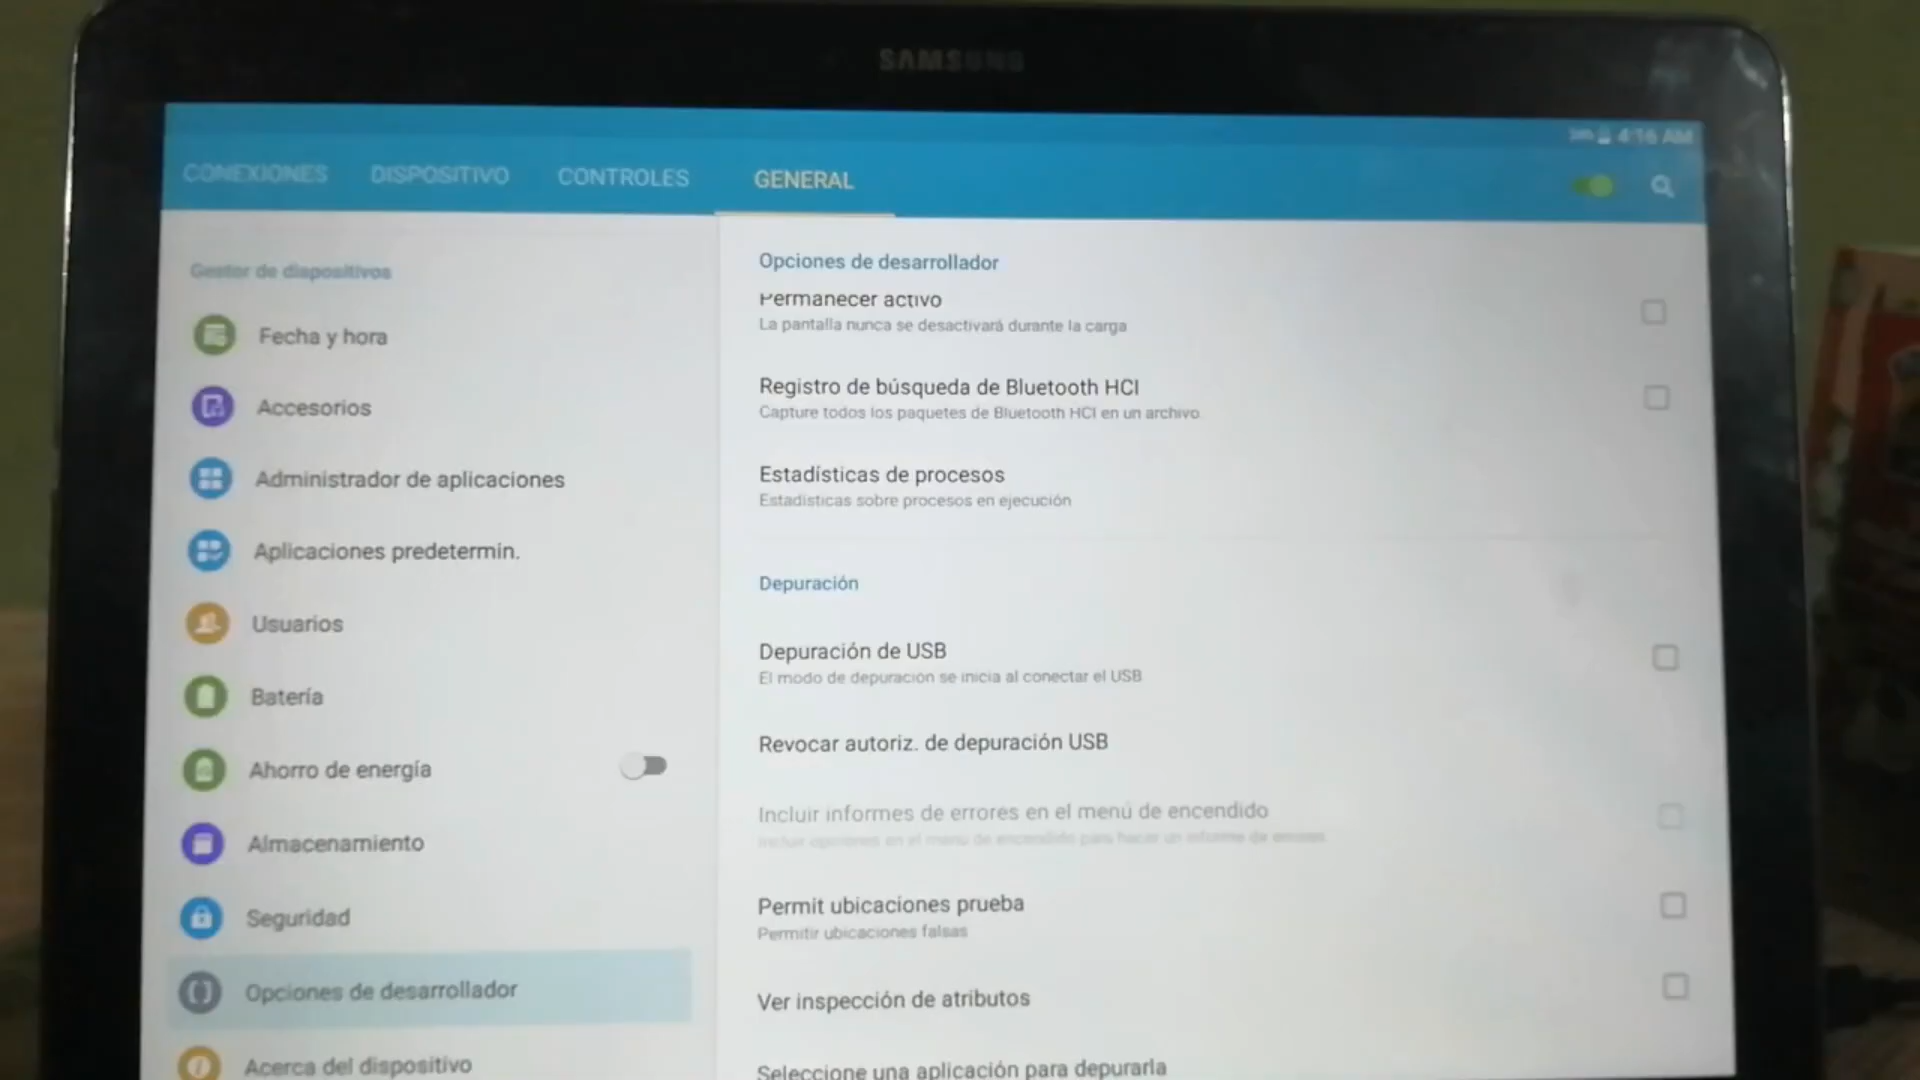 SAMSUNG
4:16 AM
CONEXIONES
DISPOSITIVO
CONTROLES
GENERAL
Gestor de dispositivos
Fecha y hora
Accesorios
Administrador de aplicaciones
Aplicaciones predetermin.
Usuarios
Batería
Ahorro de energía
Almacenamiento
Seguridad
Opciones de desarrollador
Acerca del dispositivo
Opciones de desarrollador
Permanecer activo
La pantalla nunca se desactivará durante la carga
Registro de búsqueda de Bluetooth HCI
Capture todos los paquetes de Bluetooth HCI en un archivo
Estadísticas de procesos
Estadísticas sobre procesos en ejecución
Depuración
Depuración de USB
El modo de depuración se inicia al conectar el USB
Revocar autoriz. de depuración USB
Incluir informes de errores en el menú de encendido
Incluir opciones en el menú de encendido para hacer un informe de errores
Permit ubicaciones prueba
Permitir ubicaciones falsas
Ver inspección de atributos
Seleccione una aplicación para depurarla